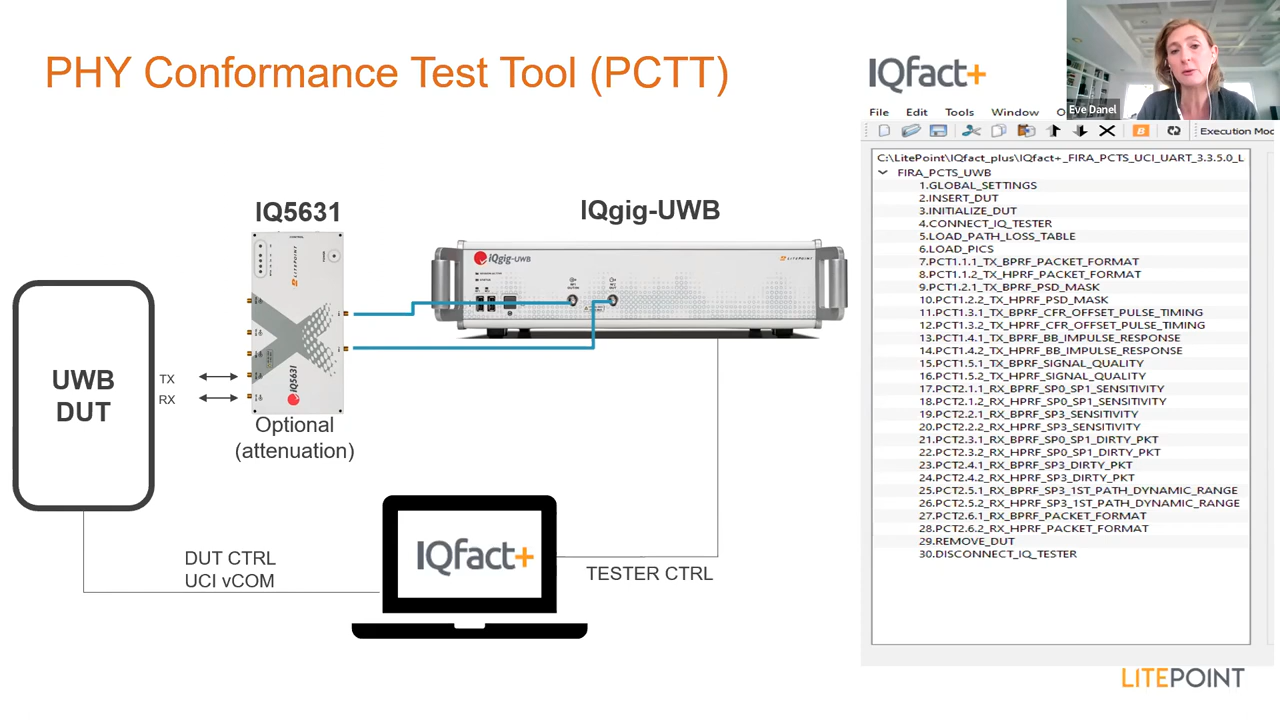 PHY Conformance Test Tool (PCTT)
IQfact+
Eve Danel
File Edit Tools Window
Execution Mod
C:\LitePoint\IQfact_plus\IQfact+_FIRA_PCTS_UCI_UART_3.3.5.0_L
FIRA_PCTS_UWB
1.GLOBAL_SETTINGS
2.INSERT_DUT
3.INITIALIZE_DUT
4.CONNECT_IQ_TESTER
5.LOAD_PATH_LOSS_TABLE
6.LOAD_PICS
7.PCT1.1.1_TX_BPRF_PACKET_FORMAT
8.PCT1.1.2_TX_HPRF_PACKET_FORMAT
9.PCT1.2.1_TX_BPRF_PSD_MASK
10.PCT1.2.2_TX_HPRF_PSD_MASK
11.PCT1.3.1_TX_BPRF_CFR_OFFSET_PULSE_TIMING
12.PCT1.3.2_TX_HPRF_CFR_OFFSET_PULSE_TIMING
13.PCT1.4.1_TX_BPRF_BB_IMPULSE_RESPONSE
14.PCT1.4.2_TX_HPRF_BB_IMPULSE_RESPONSE
15.PCT1.5.1_TX_BPRF_SIGNAL_QUALITY
16.PCT1.5.2_TX_HPRF_SIGNAL_QUALITY
17.PCT2.1.1_RX_BPRF_SP0_SP1_SENSITIVITY
18.PCT2.1.2_RX_HPRF_SP0_SP1_SENSITIVITY
19.PCT2.2.1_RX_BPRF_SP3_SENSITIVITY
20.PCT2.2.2_RX_HPRF_SP3_SENSITIVITY
21.PCT2.3.1_RX_BPRF_SP0_SP1_DIRTY_PKT
22.PCT2.3.2_RX_HPRF_SP0_SP1_DIRTY_PKT
23.PCT2.4.1_RX_BPRF_SP3_DIRTY_PKT
24.PCT2.4.2_RX_HPRF_SP3_DIRTY_PKT
25.PCT2.5.1_RX_BPRF_SP3_1ST_PATH_DYNAMIC_RANGE
26.PCT2.5.2_RX_HPRF_SP3_1ST_PATH_DYNAMIC_RANGE
27.PCT2.6.1_RX_BPRF_PACKET_FORMAT
28.PCT2.6.2_RX_HPRF_PACKET_FORMAT
29.REMOVE_DUT
30.DISCONNECT_IQ_TESTER
IQ5631
IQgig-UWB
iQgig-UWB
LITEPOINT
LITEPOINT
iQ5631
UWB
DUT
TX
RX
Optional
(attenuation)
IQfact+
DUT CTRL
UCI vCOM
TESTER CTRL
LITEPOINT